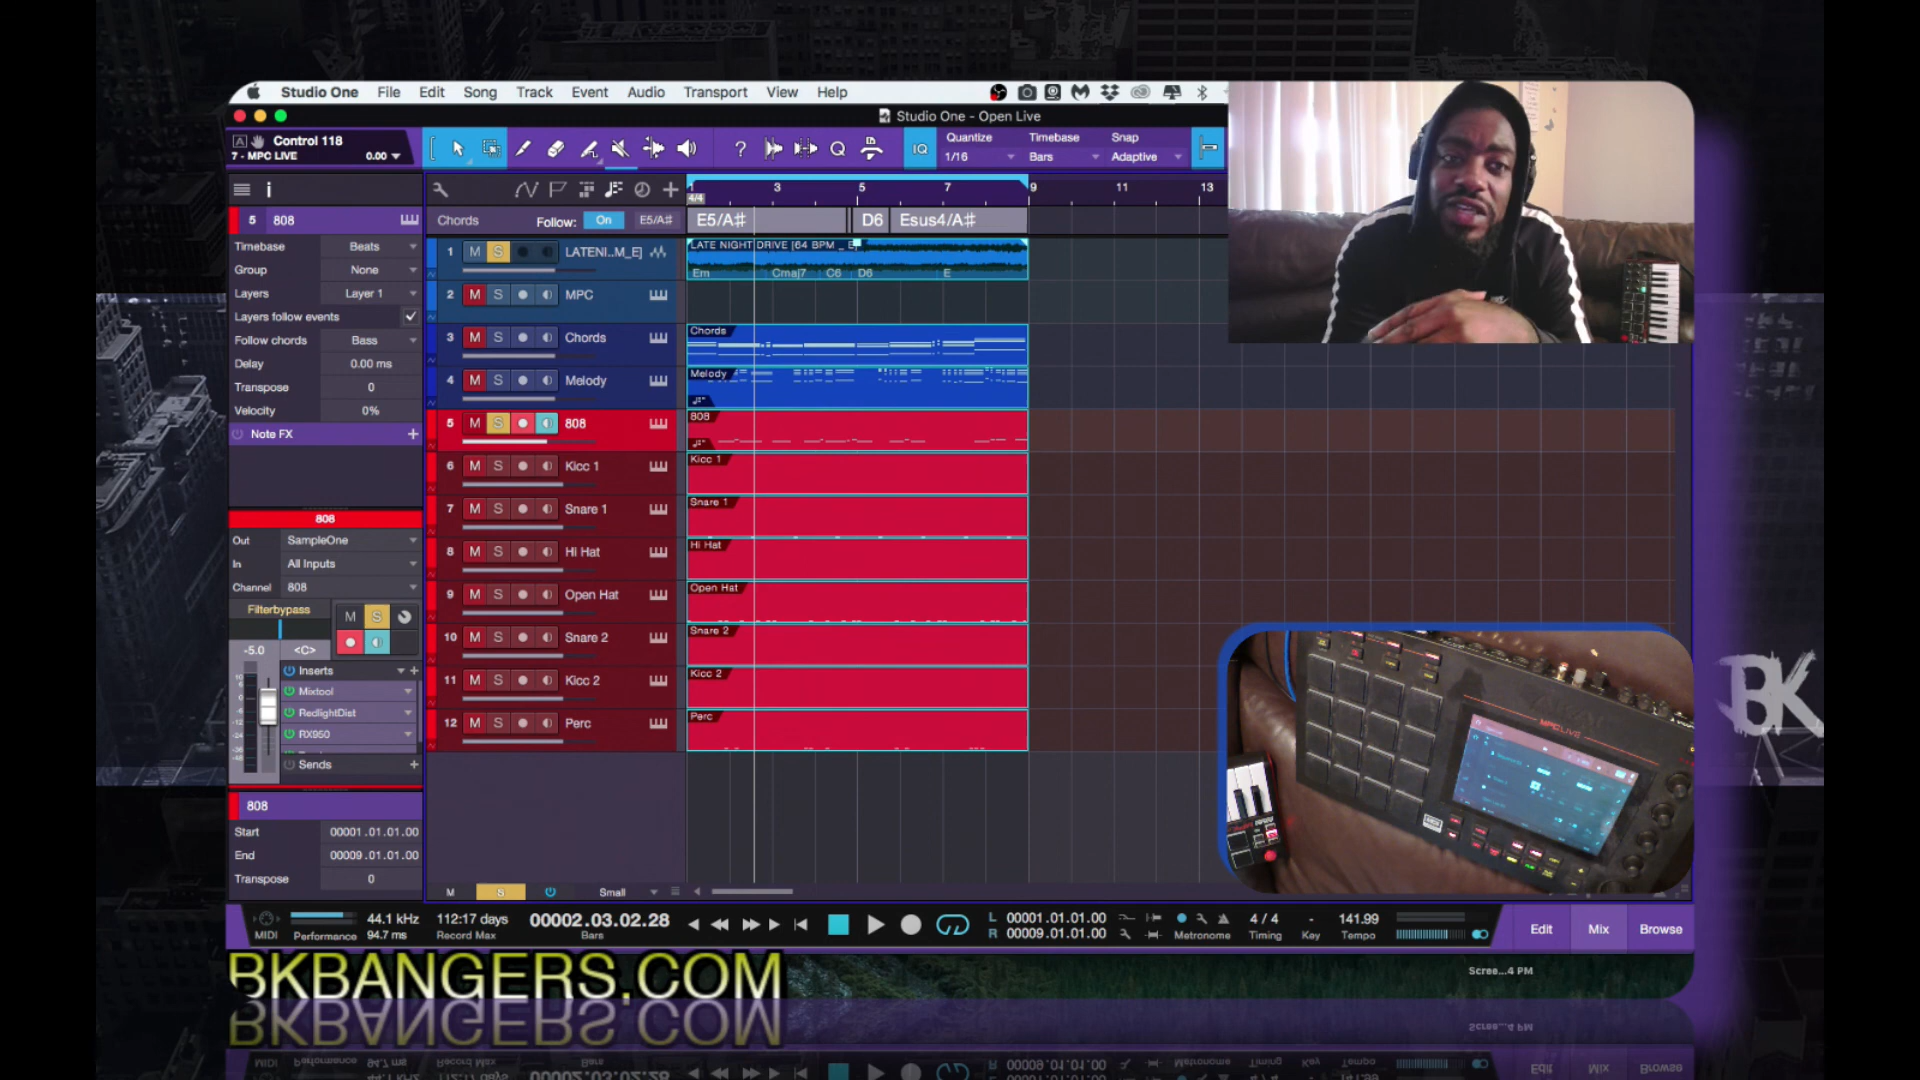 Studio One File Edit Song Track Event Audio Transport View Help
Studio One - Open Live
Control 118
7 - MPC LIVE 0.00
Quantize Timebase Snap
1/16 Bars Adaptive
IQ
1 3 5 7 9 11 13
4/4
5 808
Chords Follow: On E5/A#
E5/A# D6 Esus4/A#
Timebase Beats
Group None
Layers Layer 1
Layers follow events
Follow chords Bass
Delay 0.00 ms
Transpose 0
Velocity 0%
Note FX
1 M S LATENI..M_E]
LATE NIGHT DRIVE [64 BPM _ E
Em Cmaj7 C6 D6 E
2 M S MPC
3 M S Chords
Chords
4 M S Melody
Melody
5 M S 808
808
6 M S Kicc 1
Kicc 1
7 M S Snare 1
Snare 1
8 M S Hi Hat
Hi Hat
9 M S Open Hat
Open Hat
10 M S Snare 2
Snare 2
11 M S Kicc 2
Kicc 2
12 M S Perc
Perc
808
Out SampleOne
In All Inputs
Channel 808
Filterbypass
M S
-5.0 <C>
Inserts
Mixtool
RedlightDist
RX950
Sends
808
Start 00001.01.01.00
End 00009.01.01.00
Transpose 0
M S Small
MPC LIVE
BK
MIDI
Performance
44.1 kHz
94.7 ms
112:17 days
Record Max
00002.03.02.28
Bars
L 00001.01.01.00
R 00009.01.01.00
Metronome
4 / 4
Timing
-
Key
141.99
Tempo
Edit Mix Browse
Scree...4 PM
BKBANGERS.COM